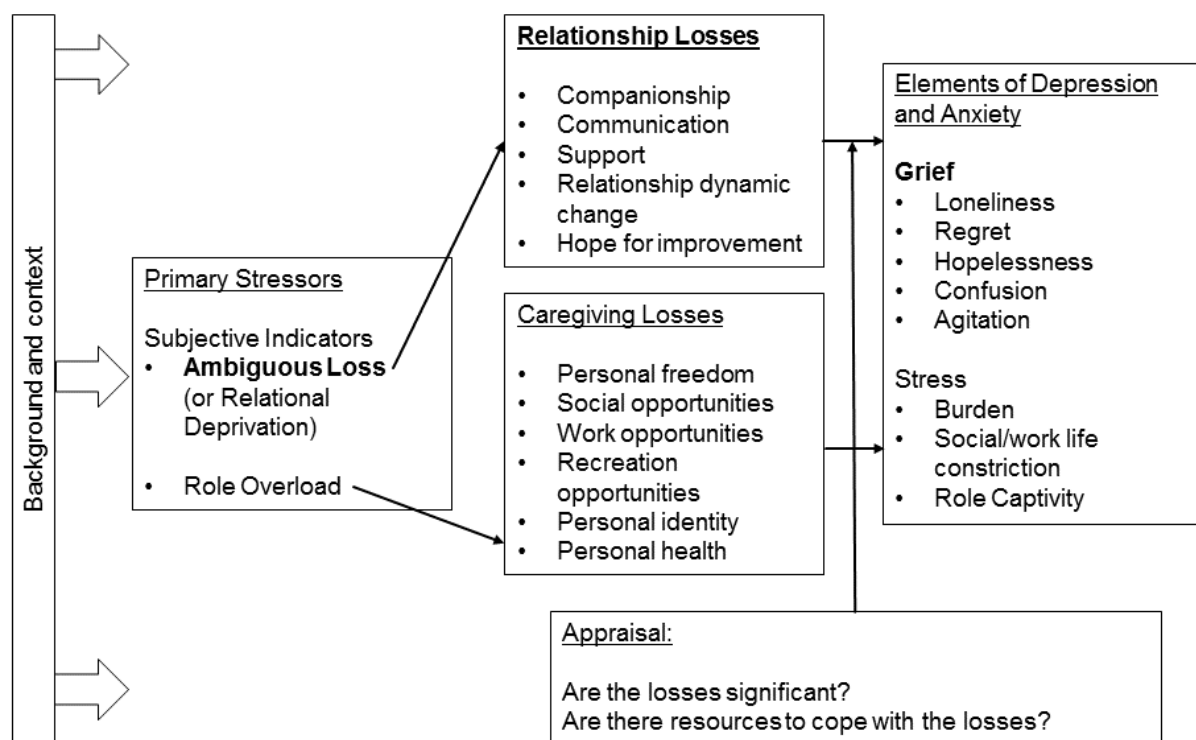 Background and context
Primary Stressors
Subjective Indicators
• Ambiguous Loss
(or Relational
Deprivation)
• Role Overload
Relationship Losses
• Companionship
• Communication
• Support
• Relationship dynamic
change
• Hope for improvement
Caregiving Losses
• Personal freedom
• Social opportunities
• Work opportunities
• Recreation
opportunities
• Personal identity
• Personal health
Elements of Depression
and Anxiety
Grief
• Loneliness
• Regret
• Hopelessness
• Confusion
• Agitation
Stress
• Burden
• Social/work life
constriction
• Role Captivity
Appraisal:
Are the losses significant?
Are there resources to cope with the losses?